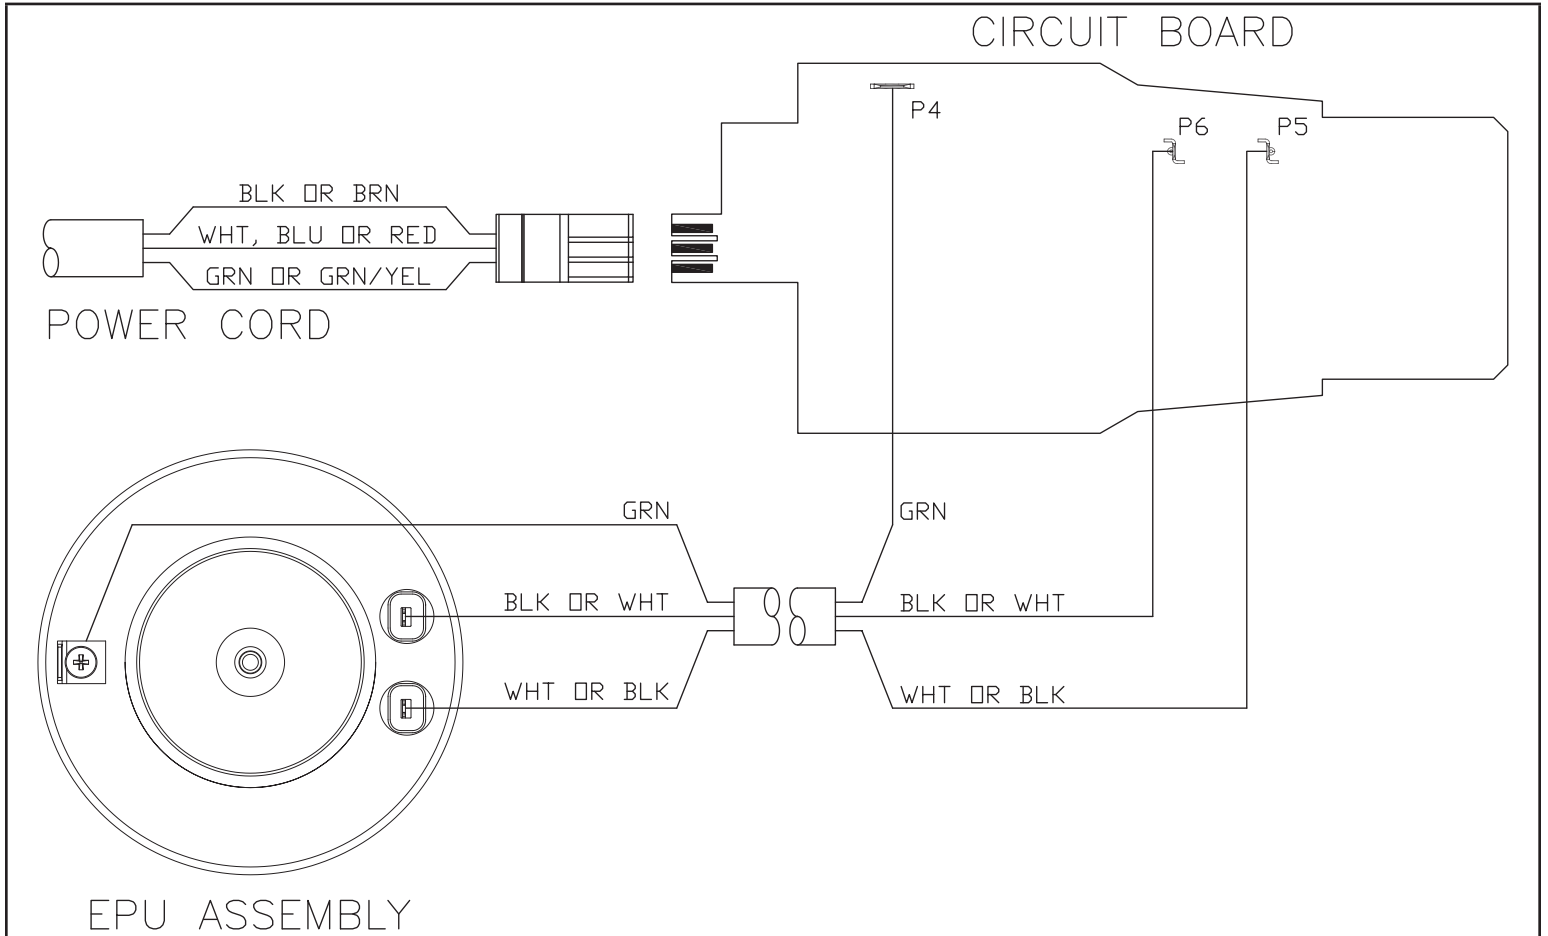 CIRCUIT BOARD
P4
P6
P5
BLK OR BRN
WHT, BLU OR RED
GRN OR GRN/YEL
POWER CORD
GRN
GRN
BLK OR WHT
BLK OR WHT
WHT OR BLK
WHT OR BLK
EPU ASSEMBLY